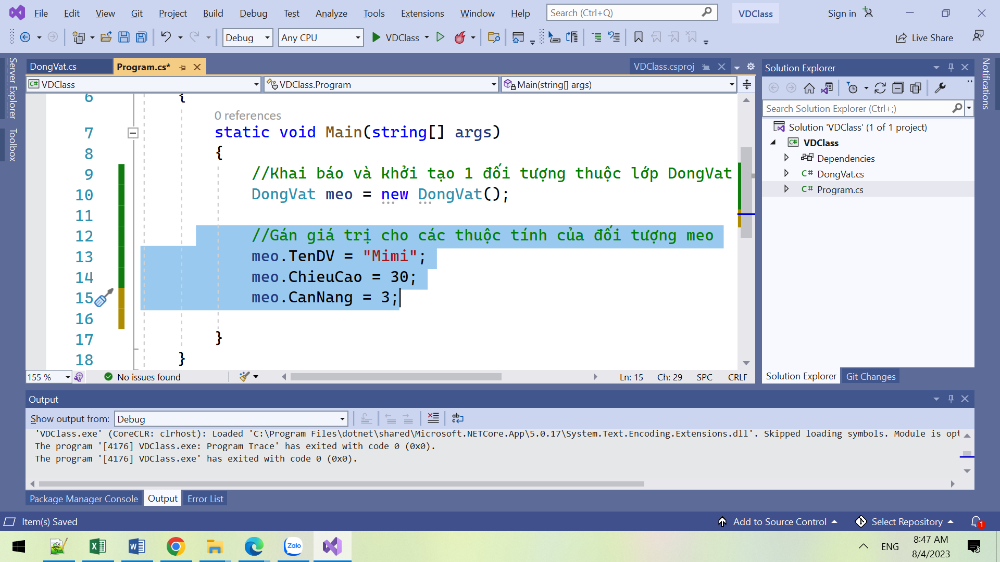 File Edit View Git Project Build Debug Test Analyze Tools Extensions Window Help Search (Ctrl+Q) VDClass Sign in
Debug Any CPU VDClass Live Share
Server Explorer
Toolbox
Notifications
DongVat.cs Program.cs* VDClass.csproj
VDClass VDClass.Program Main(string[] args)
6 {
0 references
7 static void Main(string[] args)
8 {
9 //Khai báo và khởi tạo 1 đối tượng thuộc lớp DongVat
10 DongVat meo = new DongVat();
11
12 //Gán giá trị cho các thuộc tính của đối tượng meo
13 meo.TenDV = "Mimi";
14 meo.ChieuCao = 30;
15 meo.CanNang = 3;
16
17 }
18 }
155 % No issues found Ln: 15 Ch: 29 SPC CRLF
Solution Explorer
Search Solution Explorer (Ctrl+;)
Solution 'VDClass' (1 of 1 project)
VDClass
Dependencies
DongVat.cs
Program.cs
Solution Explorer Git Changes
Output
Show output from: Debug
'VDClass.exe' (CoreCLR: clrhost): Loaded 'C:\Program Files\dotnet\shared\Microsoft.NETCore.App\5.0.17\System.Text.Encoding.Extensions.dll'. Skipped loading symbols. Module is opt
The program '[4176] VDClass.exe: Program Trace' has exited with code 0 (0x0).
The program '[4176] VDClass.exe' has exited with code 0 (0x0).
Package Manager Console Output Error List
Item(s) Saved Add to Source Control Select Repository 1
Zalo ENG 8:47 AM
8/4/2023